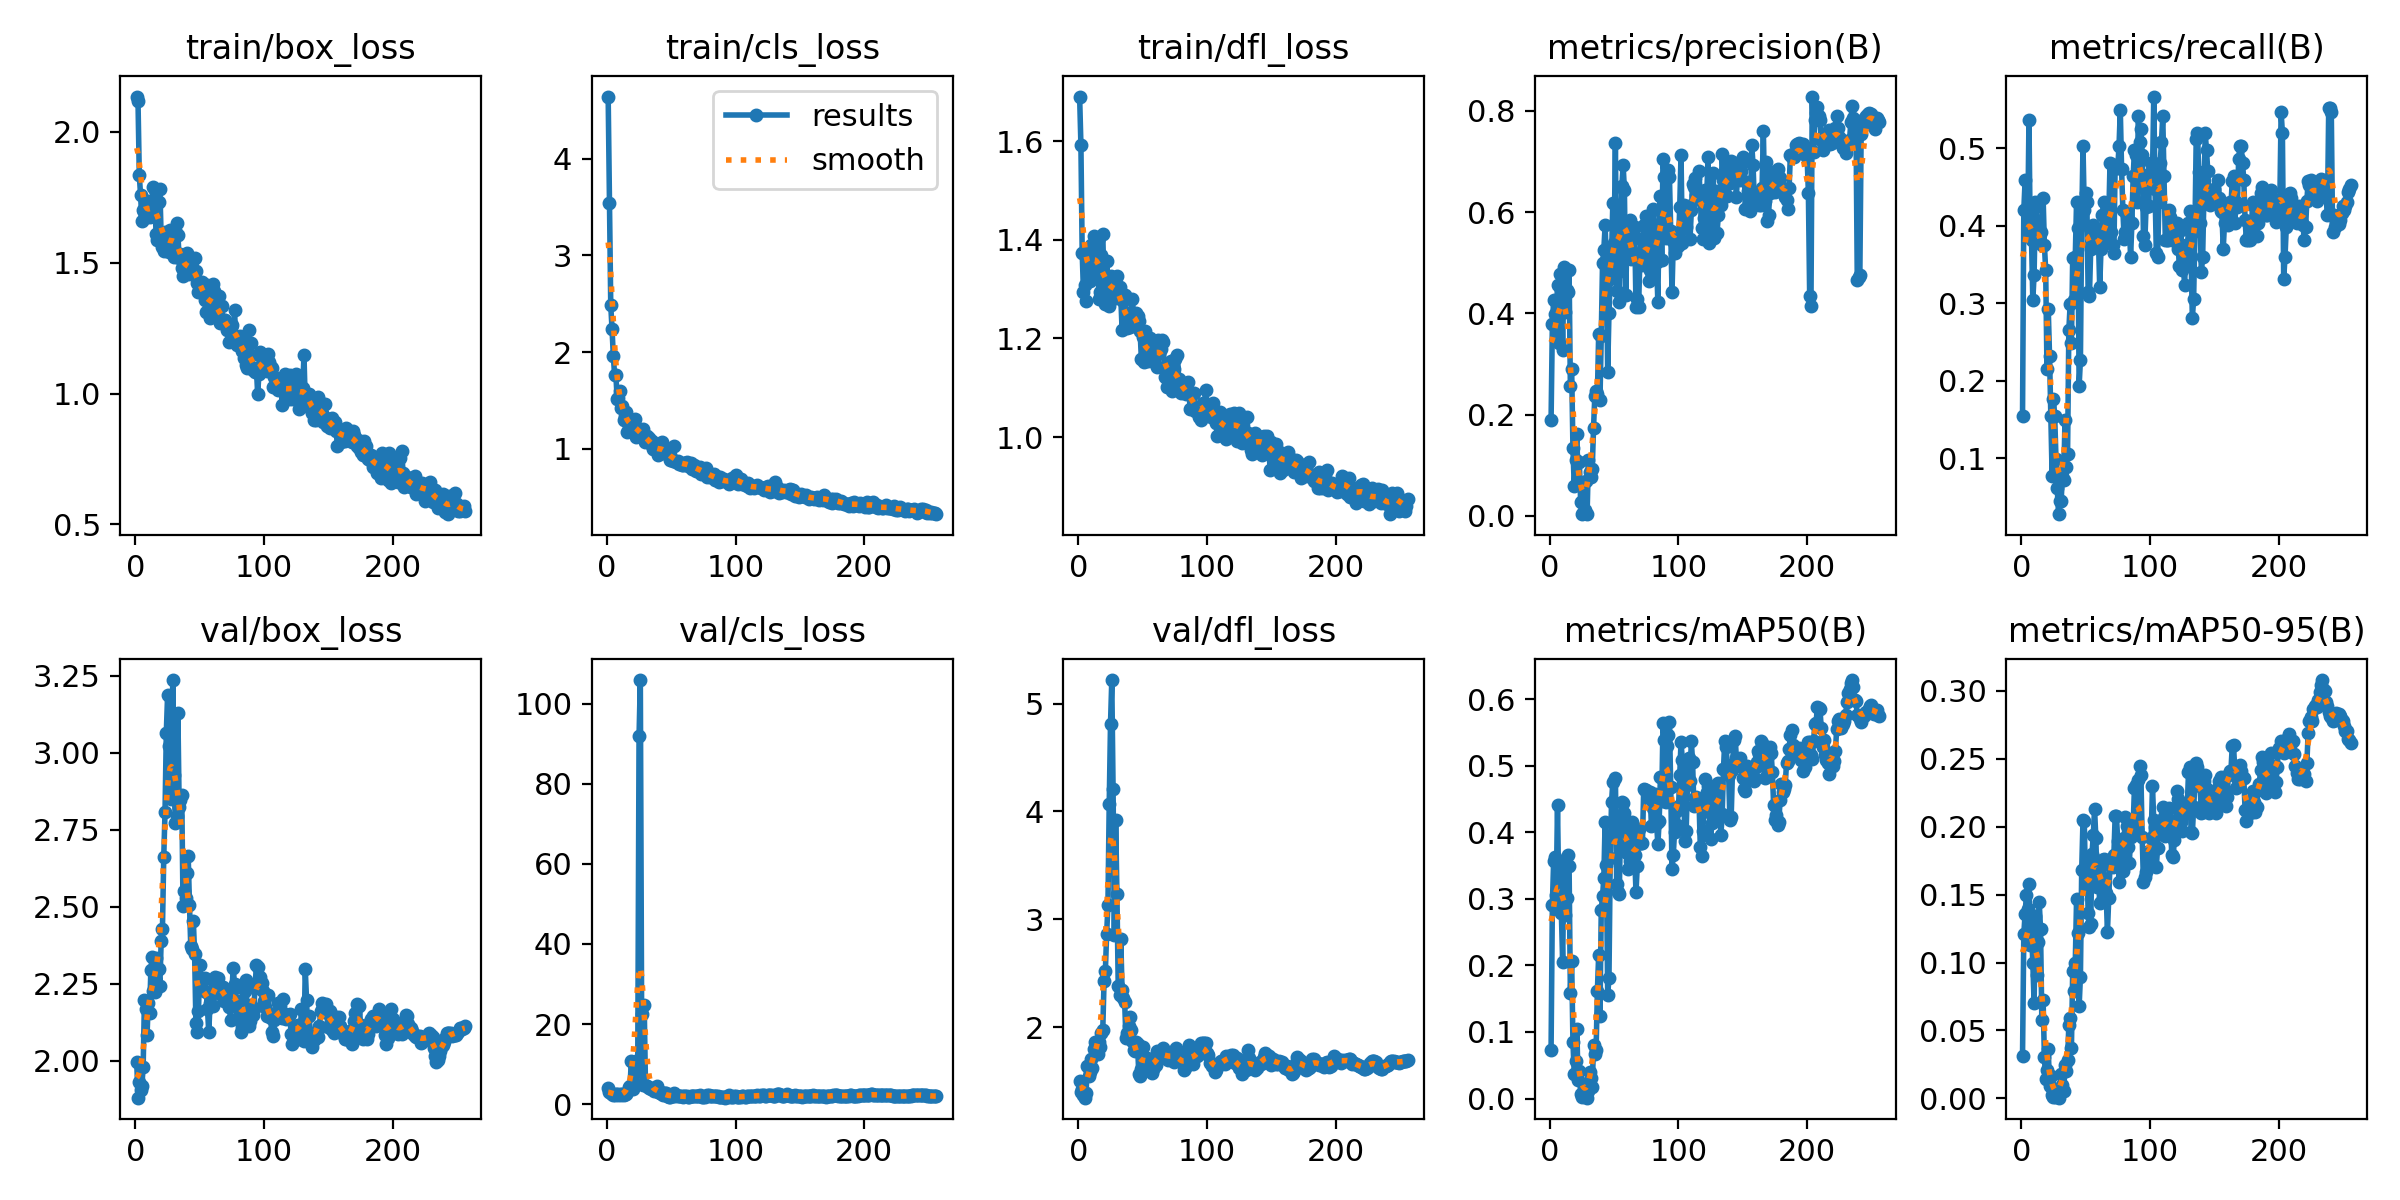 train/box_loss
train/cls_loss
train/dfl_loss
metrics/precision(B)
metrics/recall(B)
2.0
1.5
1.0
0.5
0 100 200
results
smooth
4
3
2
1
0 100 200
1.6
1.4
1.2
1.0
0 100 200
0.8
0.6
0.4
0.2
0.0
0 100 200
0.5
0.4
0.3
0.2
0.1
0 100 200
val/box_loss
val/cls_loss
val/dfl_loss
metrics/mAP50(B)
metrics/mAP50-95(B)
3.25
3.00
2.75
2.50
2.25
2.00
0 100 200
100
80
60
40
20
0
0 100 200
5
4
3
2
0 100 200
0.6
0.5
0.4
0.3
0.2
0.1
0.0
0 100 200
0.30
0.25
0.20
0.15
0.10
0.05
0.00
0 100 200